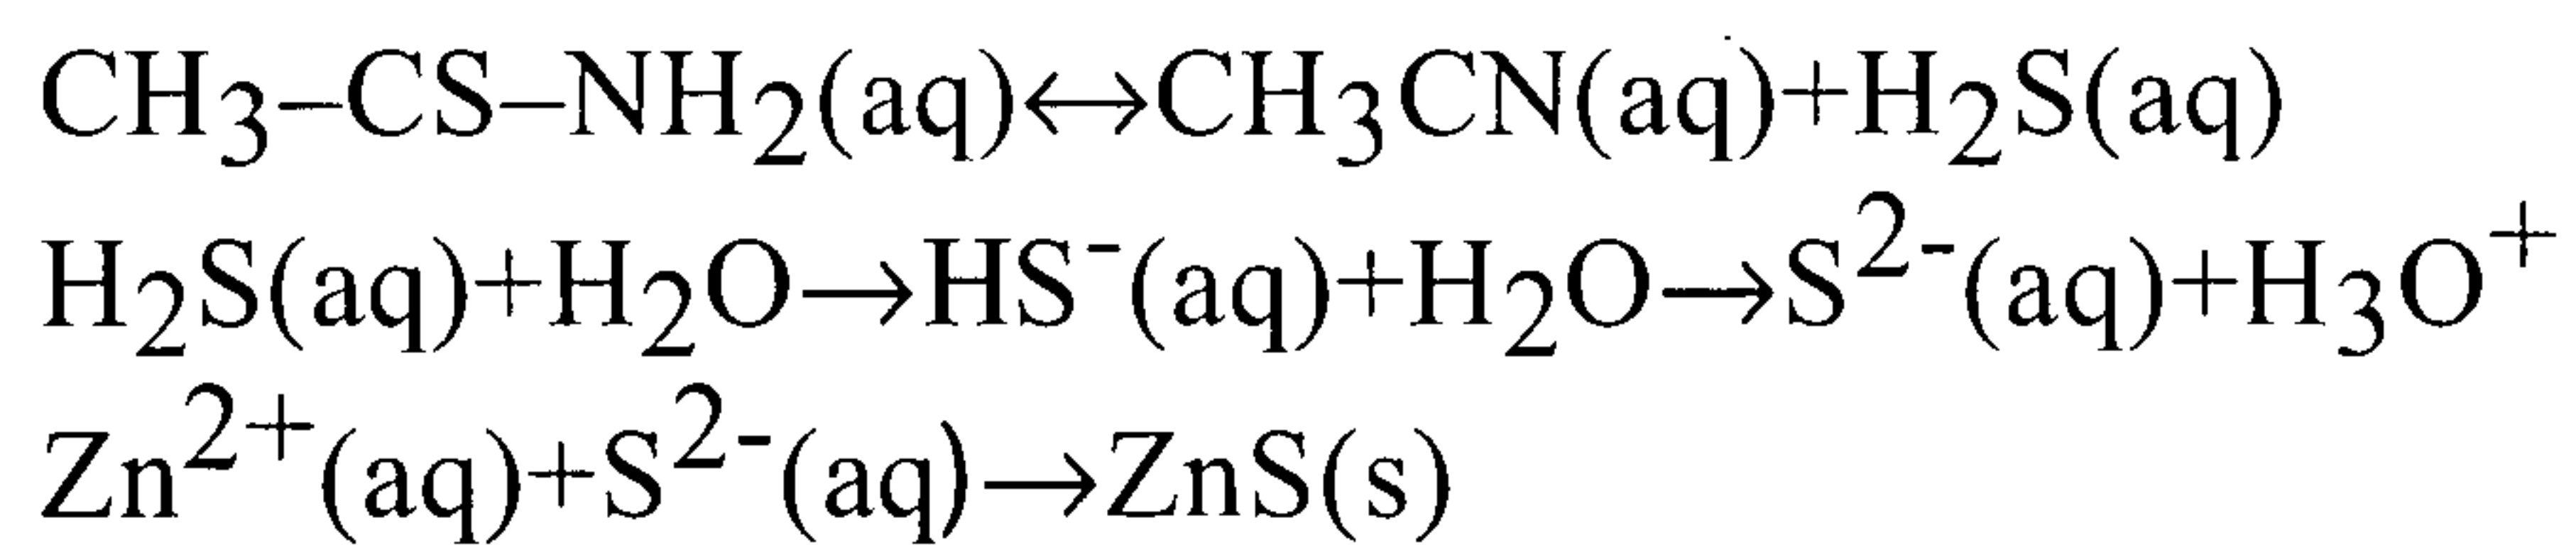 CH₃–CS–NH₂(aq)↔CH₃CN(aq)+H₂S(aq)
H₂S(aq)+H₂O→HS⁻(aq)+H₂O→S²⁻(aq)+H₃O⁺
Zn²⁺(aq)+S²⁻(aq)→ZnS(s)